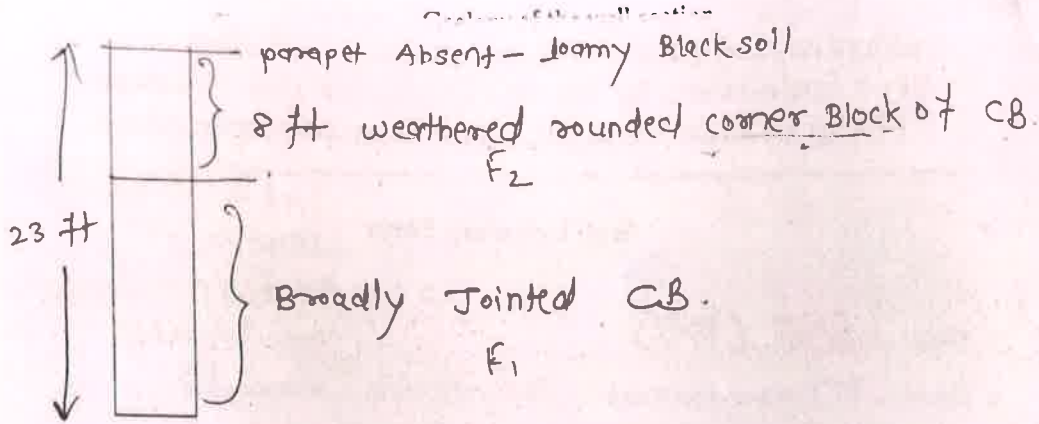 parapet Absent - loamy Black soil
8 ft weathered rounded corner Block of CB.
F2
23 ft
Broadly Jointed CB.
F1